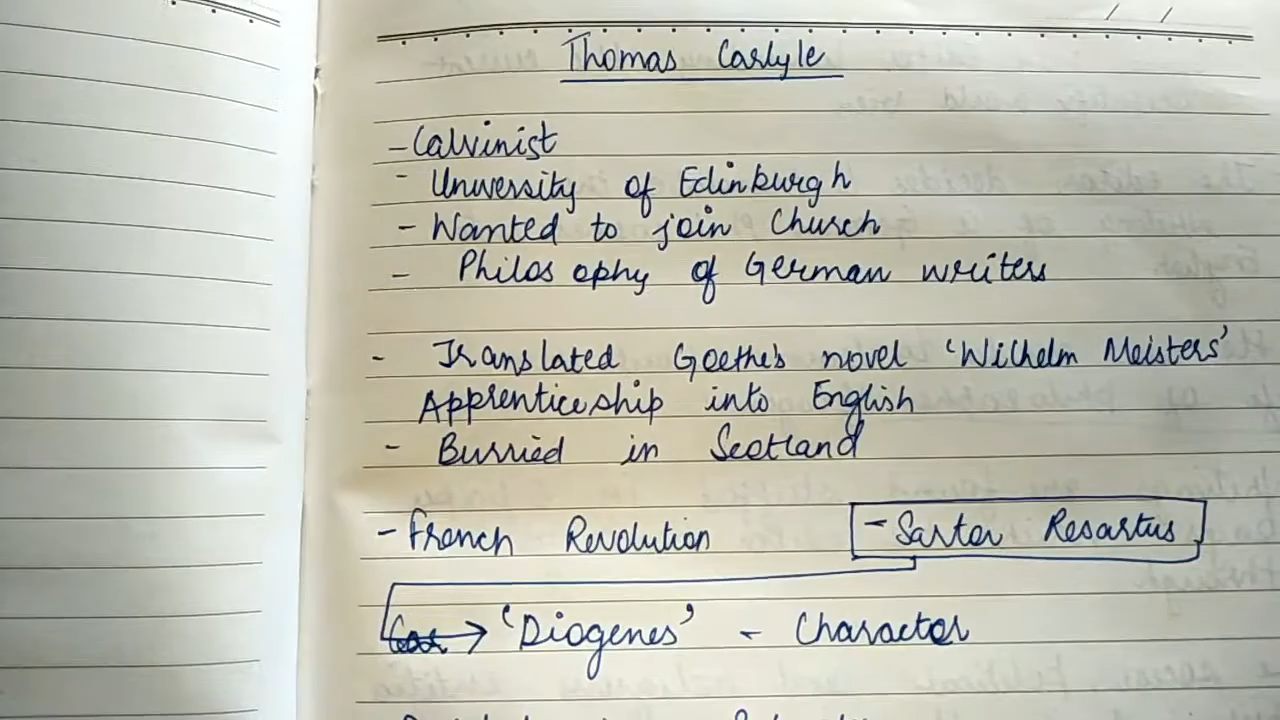 Thomas Carlyle
- Calvinist
- University of Edinburgh
- Wanted to join Church
- Philosophy of German writers
- Translated Goethe's novel 'Wilhelm Meisters'
Apprenticeship into English
- Burried in Scotland
- French Revolution - Sartor Resartus
→ 'Diogenes' - Character